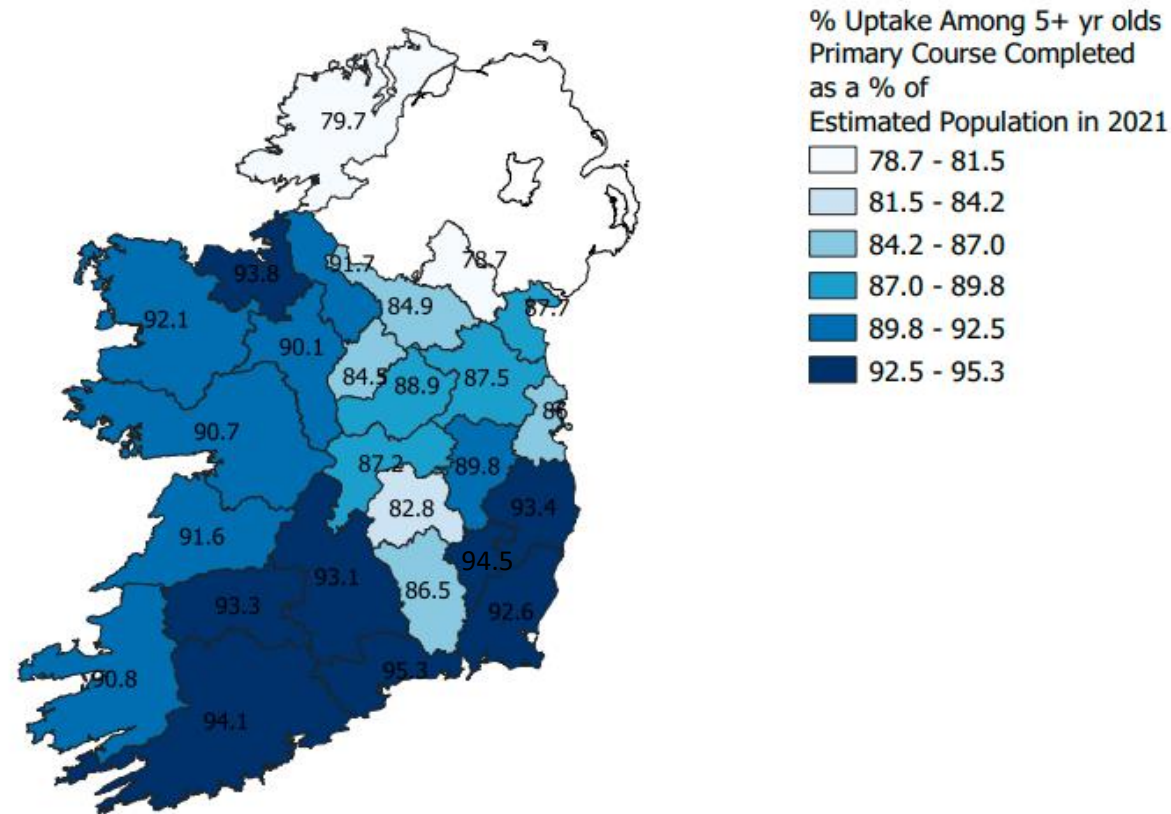 % Uptake Among 5+ yr olds
Primary Course Completed
as a % of
Estimated Population in 2021
78.7 - 81.5
81.5 - 84.2
84.2 - 87.0
87.0 - 89.8
89.8 - 92.5
92.5 - 95.3
79.7
91.7
78.7
93.8
84.9
87.7
92.1
90.1
84.5
88.9
87.5
86
90.7
87.2
89.8
82.8
93.4
91.6
94.5
93.1
86.5
93.3
92.6
95.3
90.8
94.1